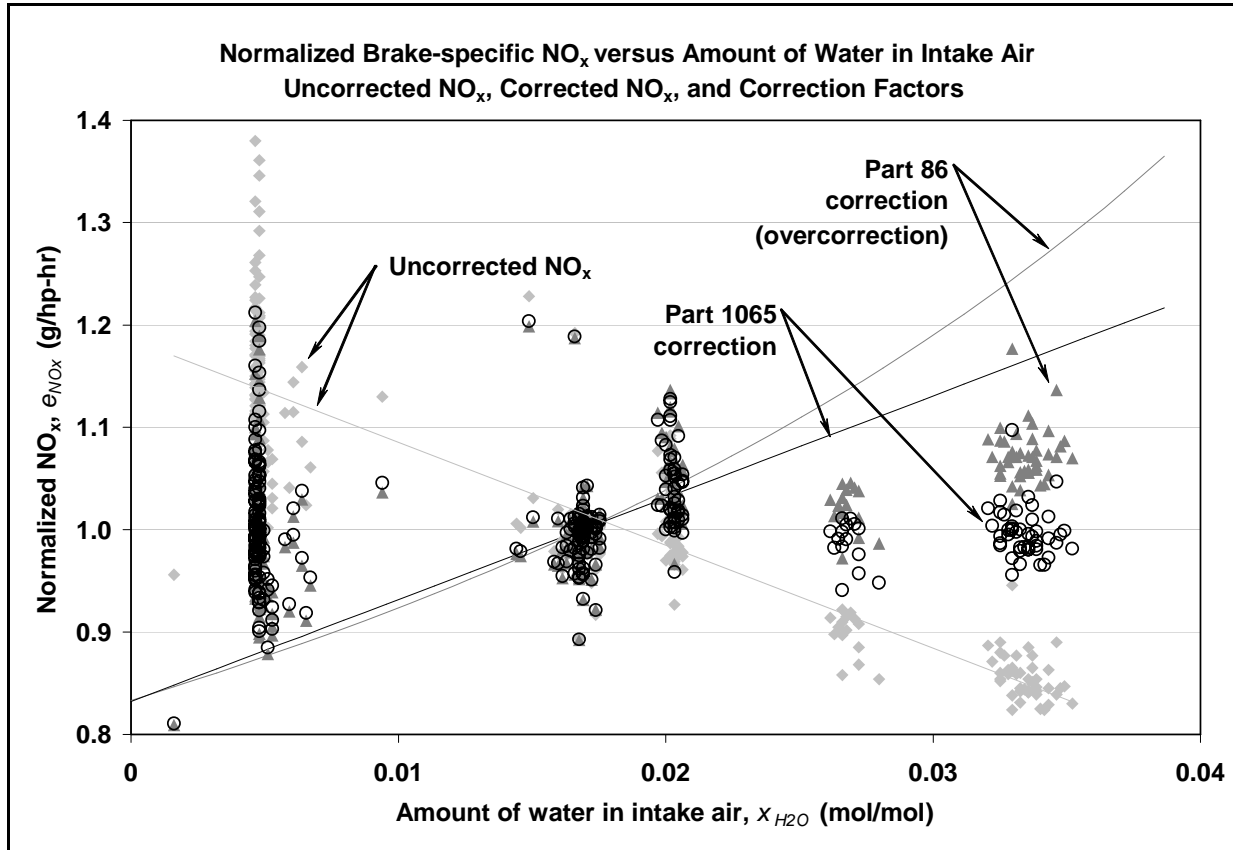 Normalized Brake-specific NOx versus Amount of Water in Intake Air
Uncorrected NOx, Corrected NOx, and Correction Factors
Normalized NOx, eNOx (g/hp-hr)
1.4
1.3
1.2
1.1
1.0
0.9
0.8
Part 86
correction
(overcorrection)
Uncorrected NOx
Part 1065
correction
0
0.01
0.02
0.03
0.04
Amount of water in intake air, xH2O (mol/mol)